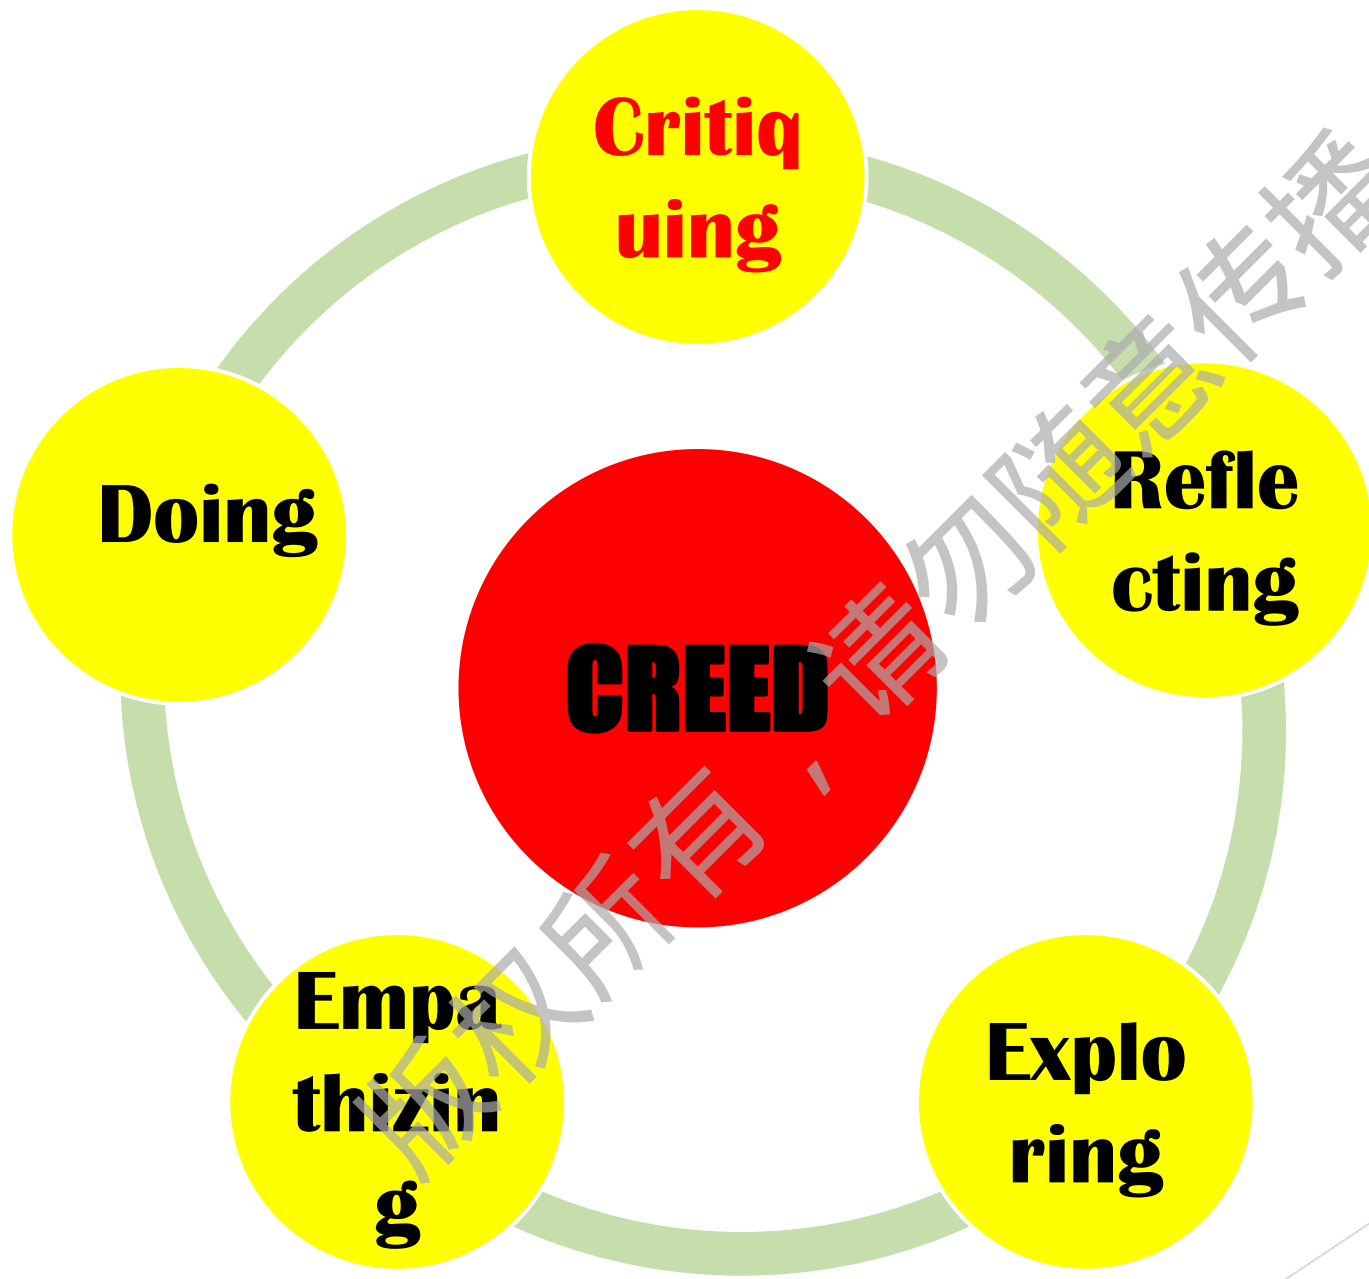 Critiq
uing
Refle
cting
Explo
ring
Empa
thizin
g
Doing
CREED
版权所有，请勿随意传播